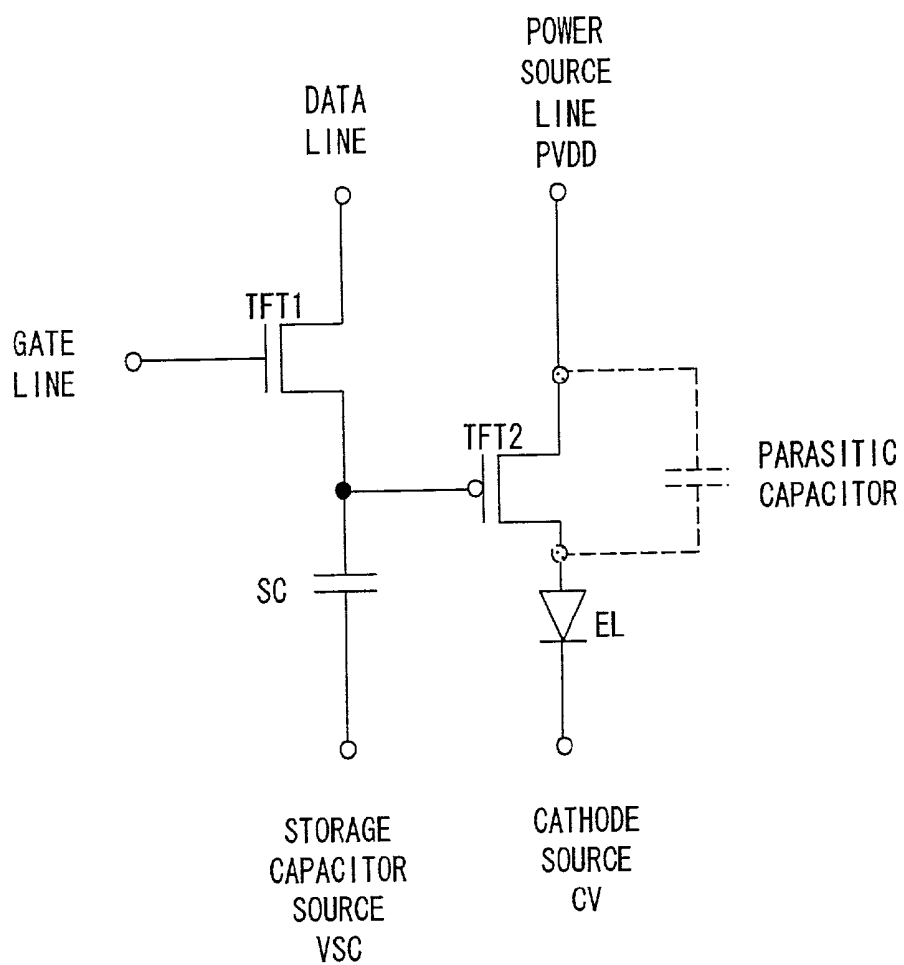 POWER
SOURCE
LINE
PVDD
DATA
LINE
TFT1
GATE
LINE
TFT2
PARASITIC
CAPACITOR
SC
EL
STORAGE
CAPACITOR
SOURCE
VSC
CATHODE
SOURCE
CV